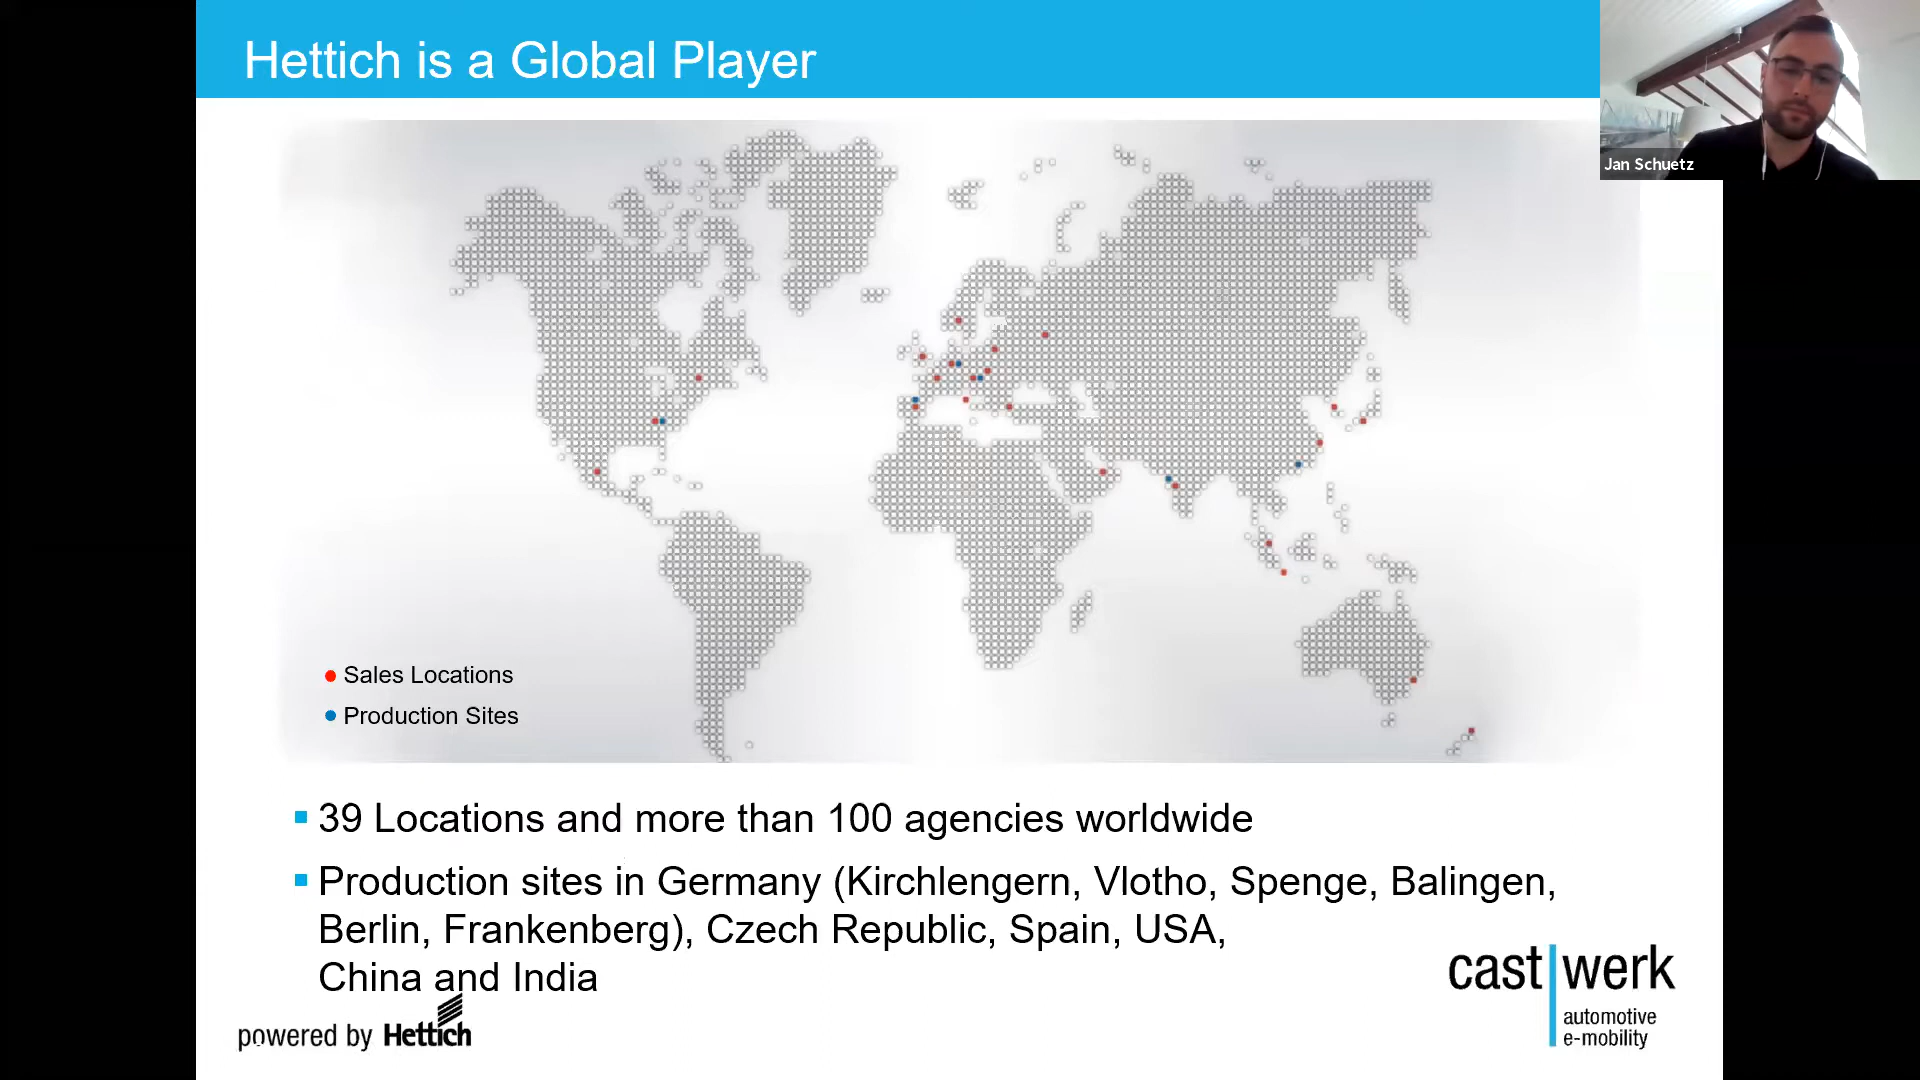 Hettich is a Global Player
Jan Schuetz
Sales Locations
Production Sites
39 Locations and more than 100 agencies worldwide
Production sites in Germany (Kirchlengern, Vlotho, Spenge, Balingen,
Berlin, Frankenberg), Czech Republic, Spain, USA,
China and India
powered by Hettich
cast werk
automotive
e-mobility